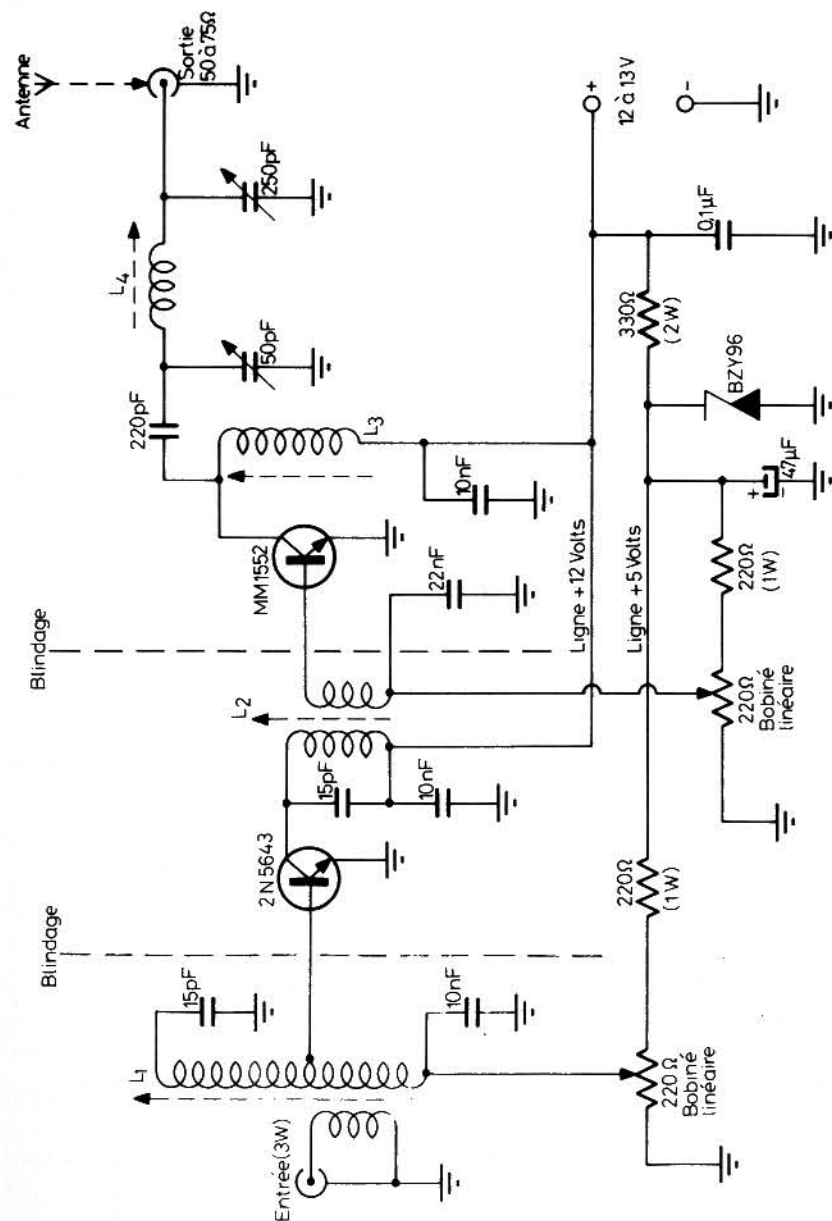 Antenne
Sortie
50 à 75Ω
L4
250pF
50pF
220pF
L3
10nF
MM1552
22nF
Blindage
L2
15pF
10nF
2N5643
Blindage
15pF
L1
10nF
Entrée(3W)
+
12 à 13V
-
Ligne +12 Volts
Ligne +5 Volts
0,1µF
330Ω
(2W)
BZY96
+
-
47µF
220Ω
(1W)
220Ω
Bobiné
linéaire
220Ω
(1W)
220Ω
Bobiné
linéaire